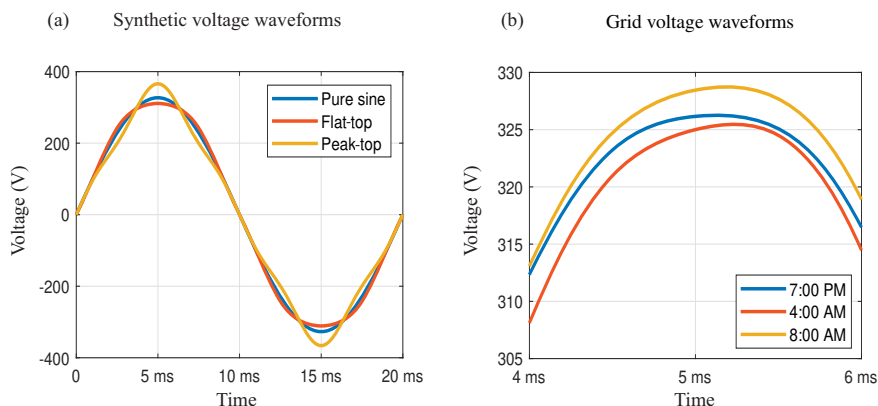 (a) Synthetic voltage waveforms
400
200
0
-200
-400
Voltage (V)
Pure sine
Flat-top
Peak-top
0 5 ms 10 ms 15 ms 20 ms
Time
(b) Grid voltage waveforms
330
325
320
315
310
305
Voltage (V)
7:00 PM
4:00 AM
8:00 AM
4 ms 5 ms 6 ms
Time